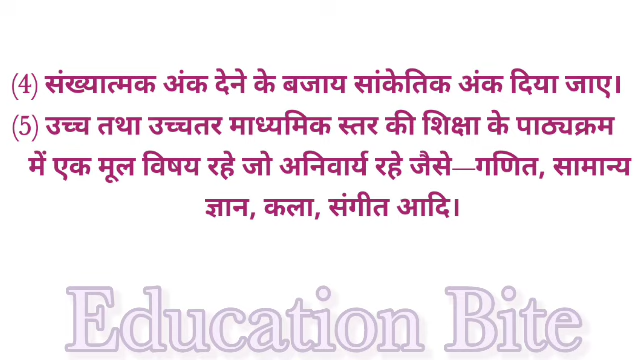 (4) संख्यात्मक अंक देने के बजाय सांकेतिक अंक दिया जाए।
(5) उच्च तथा उच्चतर माध्यमिक स्तर की शिक्षा के पाठ्यक्रम
में एक मूल विषय रहे जो अनिवार्य रहे जैसे—गणित, सामान्य
ज्ञान, कला, संगीत आदि।
Education Bite